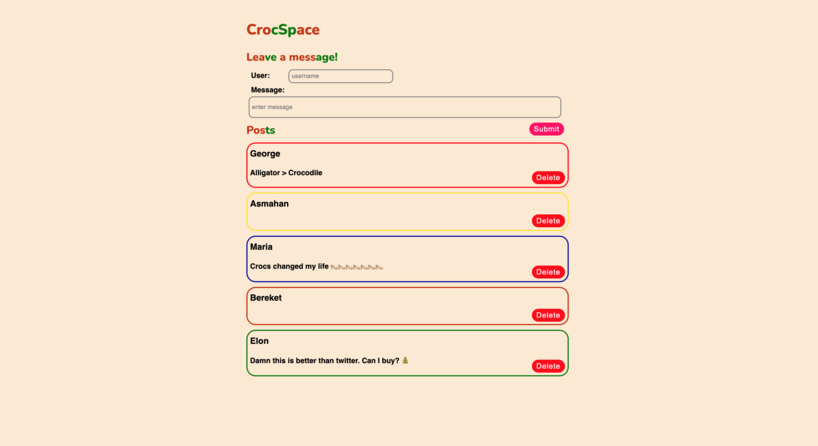 CrocSpace
Leave a message!
User: username
Message:
enter message
Posts
Submit
George
Alligator > Crocodile
Delete
Asmahan
Delete
Maria
Crocs changed my life
Delete
Bereket
Delete
Elon
Damn this is better than twitter. Can I buy? 💰
Delete